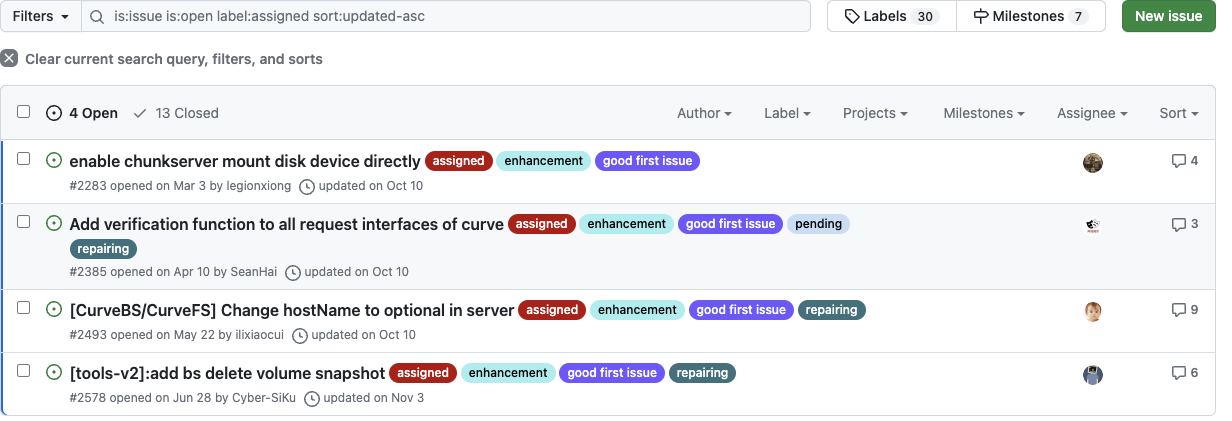 Filters is:issue is:open label:assigned sort:updated-asc Labels 30 Milestones 7 New issue
Clear current search query, filters, and sorts
4 Open 13 Closed Author Label Projects Milestones Assignee Sort
enable chunkserver mount disk device directly assigned enhancement good first issue 4
#2283 opened on Mar 3 by legionxiong updated on Oct 10
Add verification function to all request interfaces of curve assigned enhancement good first issue pending 3
repairing
#2385 opened on Apr 10 by SeanHai updated on Oct 10
[CurveBS/CurveFS] Change hostName to optional in server assigned enhancement good first issue repairing 9
#2493 opened on May 22 by ilixiaocui updated on Oct 10
[tools-v2]:add bs delete volume snapshot assigned enhancement good first issue repairing 6
#2578 opened on Jun 28 by Cyber-SiKu updated on Nov 3